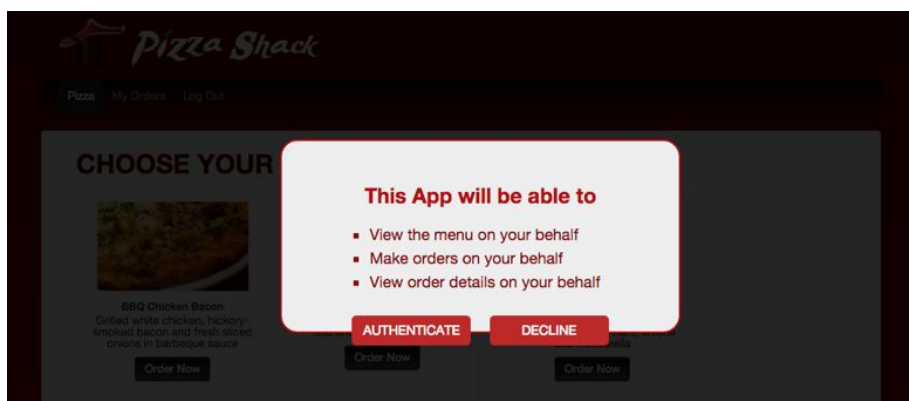 Pizza Shack
Pizza My Orders Log Out
CHOOSE YOUR
This App will be able to
▪ View the menu on your behalf
▪ Make orders on your behalf
▪ View order details on your behalf
AUTHENTICATE DECLINE
BBQ Chicken Bacon
Grilled white chicken, hickory-
smoked bacon and fresh sliced
onions in barbeque sauce
Order Now
Order Now
Order Now